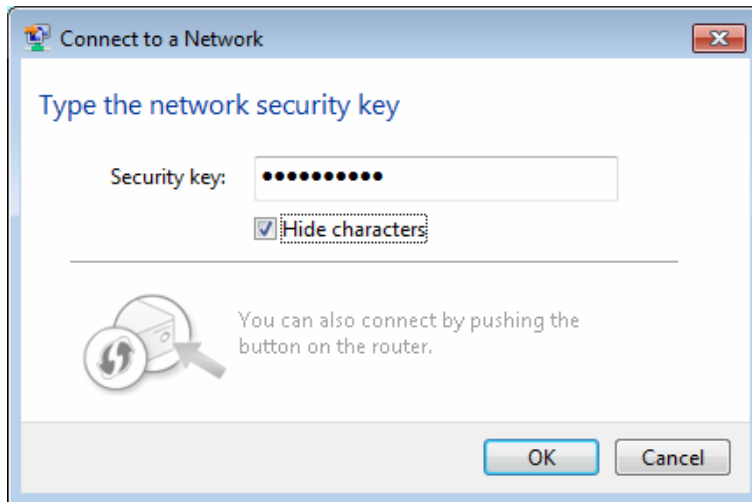 Connect to a Network
Type the network security key
Security key: ••••••••••
Hide characters
You can also connect by pushing the
button on the router.
OK Cancel